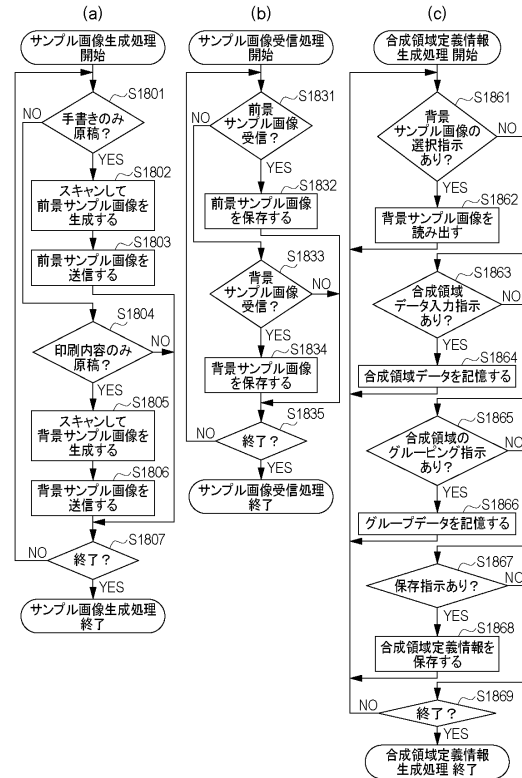 (a)
サンプル画像生成処理
開始
S1801
手書きのみ
原稿？
NO
YES
S1802
スキャンして
前景サンプル画像を
生成する
S1803
前景サンプル画像を
送信する
S1804
印刷内容のみ
原稿？
NO
YES
S1805
スキャンして
背景サンプル画像を
生成する
S1806
背景サンプル画像を
送信する
S1807
終了？
NO
YES
サンプル画像生成処理
終了
(b)
サンプル画像受信処理
開始
S1831
前景
サンプル画像
受信？
NO
YES
S1832
前景サンプル画像
を保存する
S1833
背景
サンプル画像
受信？
NO
YES
S1834
背景サンプル画像
を保存する
S1835
終了？
NO
YES
サンプル画像受信処理
終了
(c)
合成領域定義情報
生成処理 開始
S1861
背景
サンプル画像の
選択指示
あり？
NO
YES
S1862
背景サンプル画像を
読み出す
S1863
合成領域
データ入力指示
あり？
NO
YES
S1864
合成領域データを記憶する
S1865
合成領域の
グルーピング指示
あり？
NO
YES
S1866
グループデータを記憶する
S1867
保存指示あり？
NO
YES
S1868
合成領域定義情報を
保存する
S1869
終了？
NO
YES
合成領域定義情報
生成処理 終了